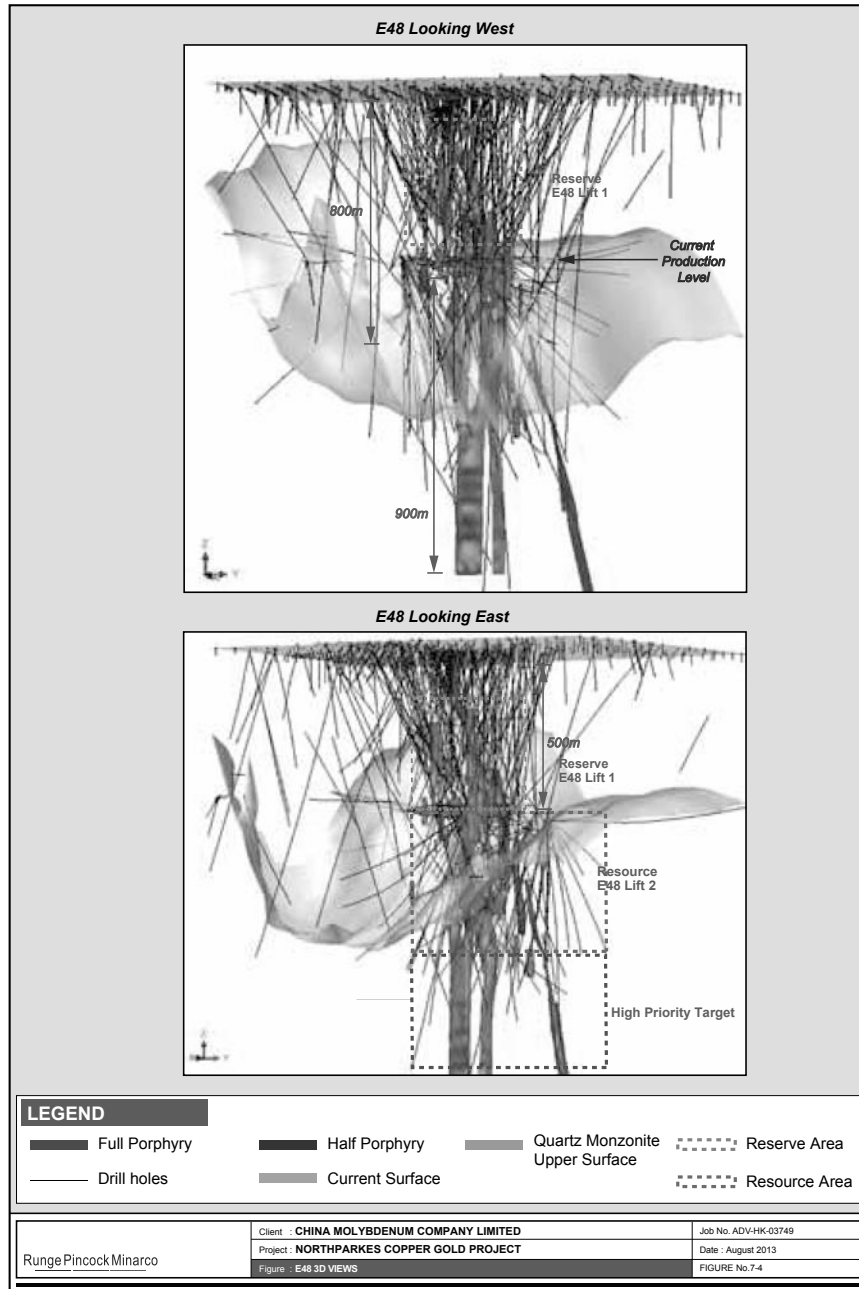 E48 Looking West
Reserve
E48 Lift 1
800m
Current
Production
Level
900m
Z
Y
E48 Looking East
500m
Reserve
E48 Lift 1
Resource
E48 Lift 2
High Priority Target
LEGEND
Full Porphyry
Half Porphyry
Quartz Monzonite
Upper Surface
Reserve Area
Drill holes
Current Surface
Resource Area
Runge Pincock Minarco
Client : CHINA MOLYBDENUM COMPANY LIMITED
Job No. ADV-HK-03749
Project : NORTHPARKES COPPER GOLD PROJECT
Date : August 2013
Figure : E48 3D VIEWS
FIGURE No.7-4